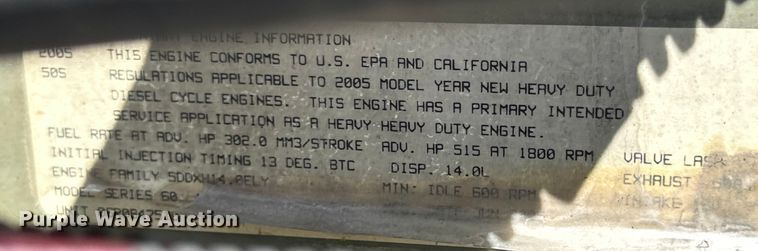 ENGINE INFORMATION
2005 THIS ENGINE CONFORMS TO U.S. EPA AND CALIFORNIA
505 REGULATIONS APPLICABLE TO 2005 MODEL YEAR NEW HEAVY DUTY
DIESEL CYCLE ENGINES. THIS ENGINE HAS A PRIMARY INTENDED
SERVICE APPLICATION AS A HEAVY-HEAVY DUTY ENGINE.
FUEL RATE AT ADV. HP 302.0 MM3/STROKE ADV. HP 515 AT 1800 RPM VALVE
INITIAL INJECTION TIMING 13 DEG. BTC DISP. 14.0L EXHAUST
ENGINE FAMILY 5DDXH14.0ELY MIN: IDLE 600 RPM
MODEL SERIES 60
Purple Wave Auction